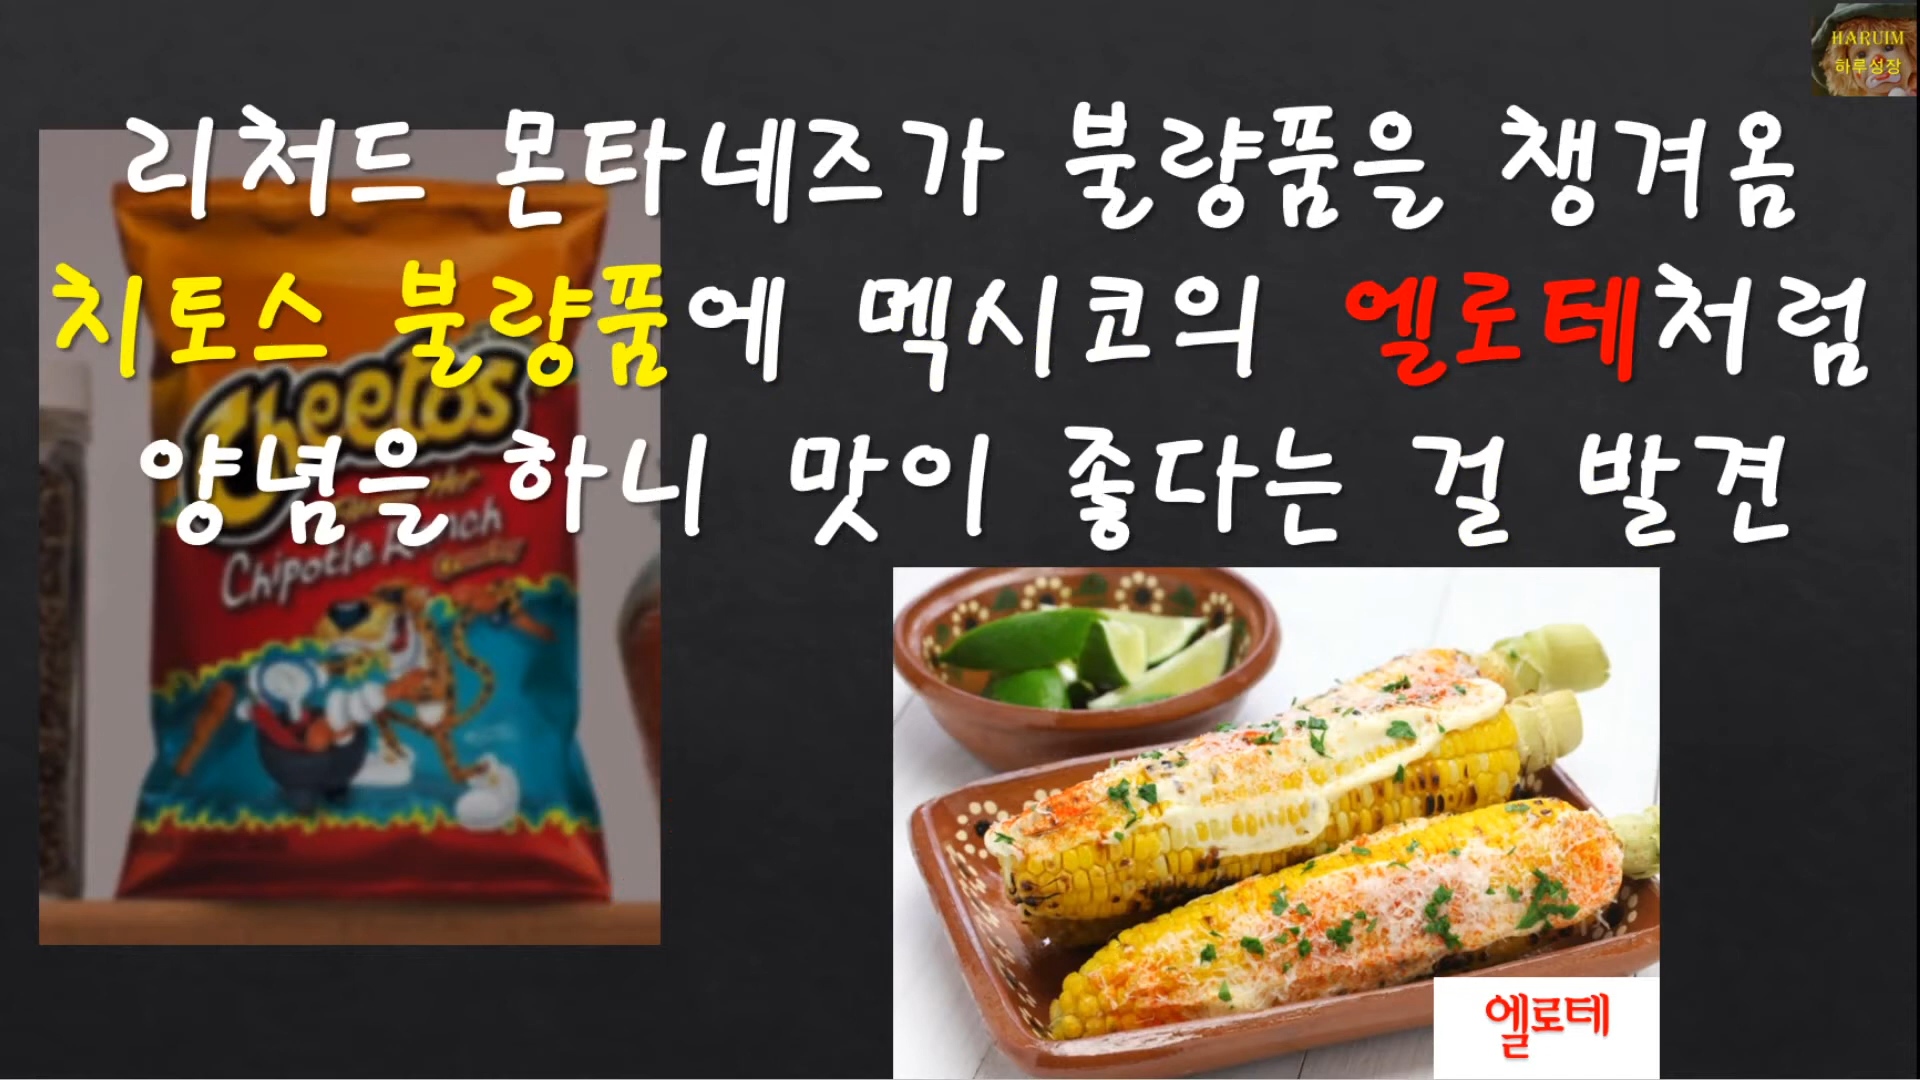 HARUIM
하루성장
리처드 몬타네즈가 불량품을 챙겨옴
치토스 불량품에 멕시코의 엘로테처럼
양념을 하니 맛이 좋다는 걸 발견
Cheetos
Chipotle Ranch
엘로테